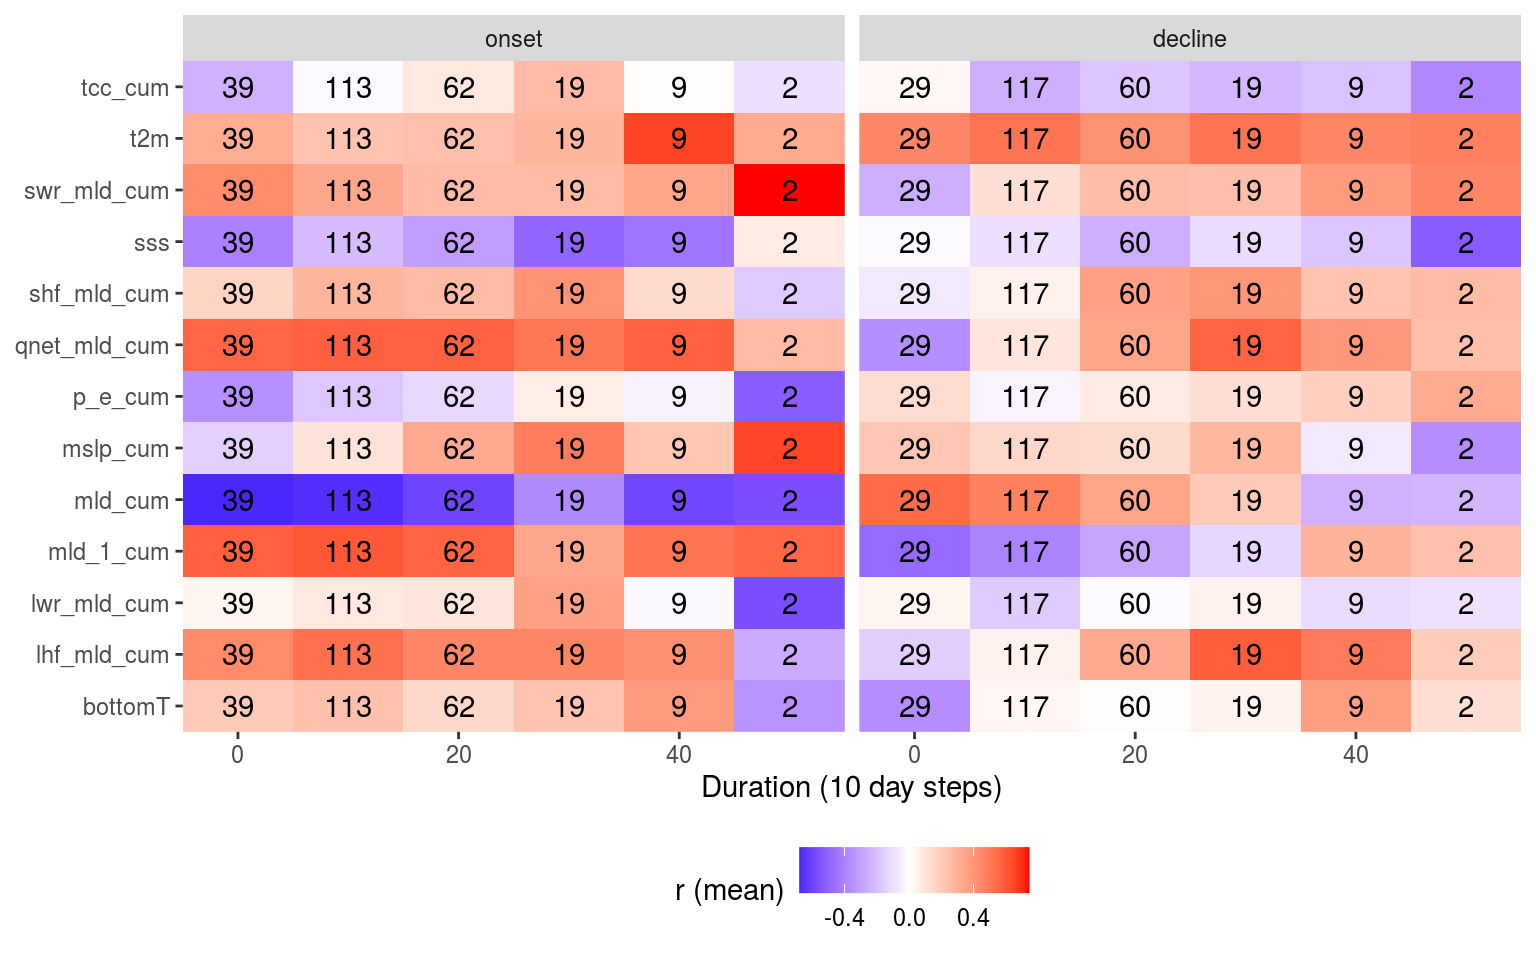 onset decline
tcc_cum 39 113 62 19 9 2 29 117 60 19 9 2
t2m 39 113 62 19 9 2 29 117 60 19 9 2
swr_mld_cum 39 113 62 19 9 2 29 117 60 19 9 2
sss 39 113 62 19 9 2 29 117 60 19 9 2
shf_mld_cum 39 113 62 19 9 2 29 117 60 19 9 2
qnet_mld_cum 39 113 62 19 9 2 29 117 60 19 9 2
p_e_cum 39 113 62 19 9 2 29 117 60 19 9 2
mslp_cum 39 113 62 19 9 2 29 117 60 19 9 2
mld_cum 39 113 62 19 9 2 29 117 60 19 9 2
mld_1_cum 39 113 62 19 9 2 29 117 60 19 9 2
lwr_mld_cum 39 113 62 19 9 2 29 117 60 19 9 2
lhf_mld_cum 39 113 62 19 9 2 29 117 60 19 9 2
bottomT 39 113 62 19 9 2 29 117 60 19 9 2
0 20 40 0 20 40
Duration (10 day steps)
r (mean)
-0.4 0.0 0.4